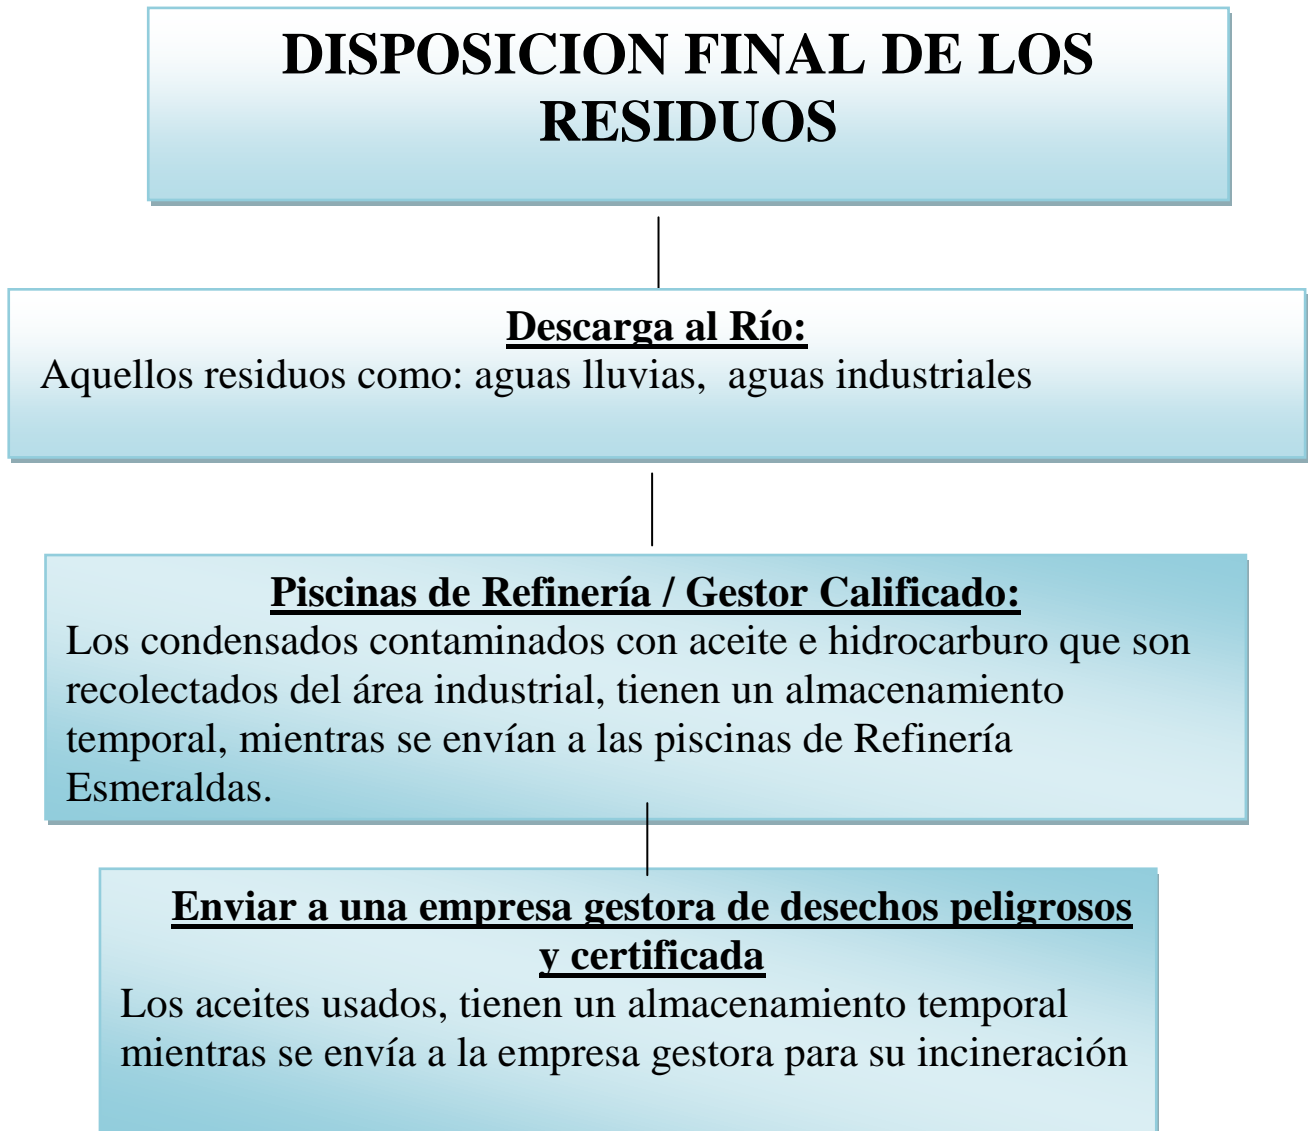 DISPOSICION FINAL DE LOS
RESIDUOS
Descarga al Río:
Aquellos residuos como: aguas lluvias,  aguas industriales
Piscinas de Refinería / Gestor Calificado:
Los condensados contaminados con aceite e hidrocarburo que son
recolectados del área industrial, tienen un almacenamiento
temporal, mientras se envían a las piscinas de Refinería
Esmeraldas.
Enviar a una empresa gestora de desechos peligrosos
y certificada
Los aceites usados, tienen un almacenamiento temporal
mientras se envía a la empresa gestora para su incineración